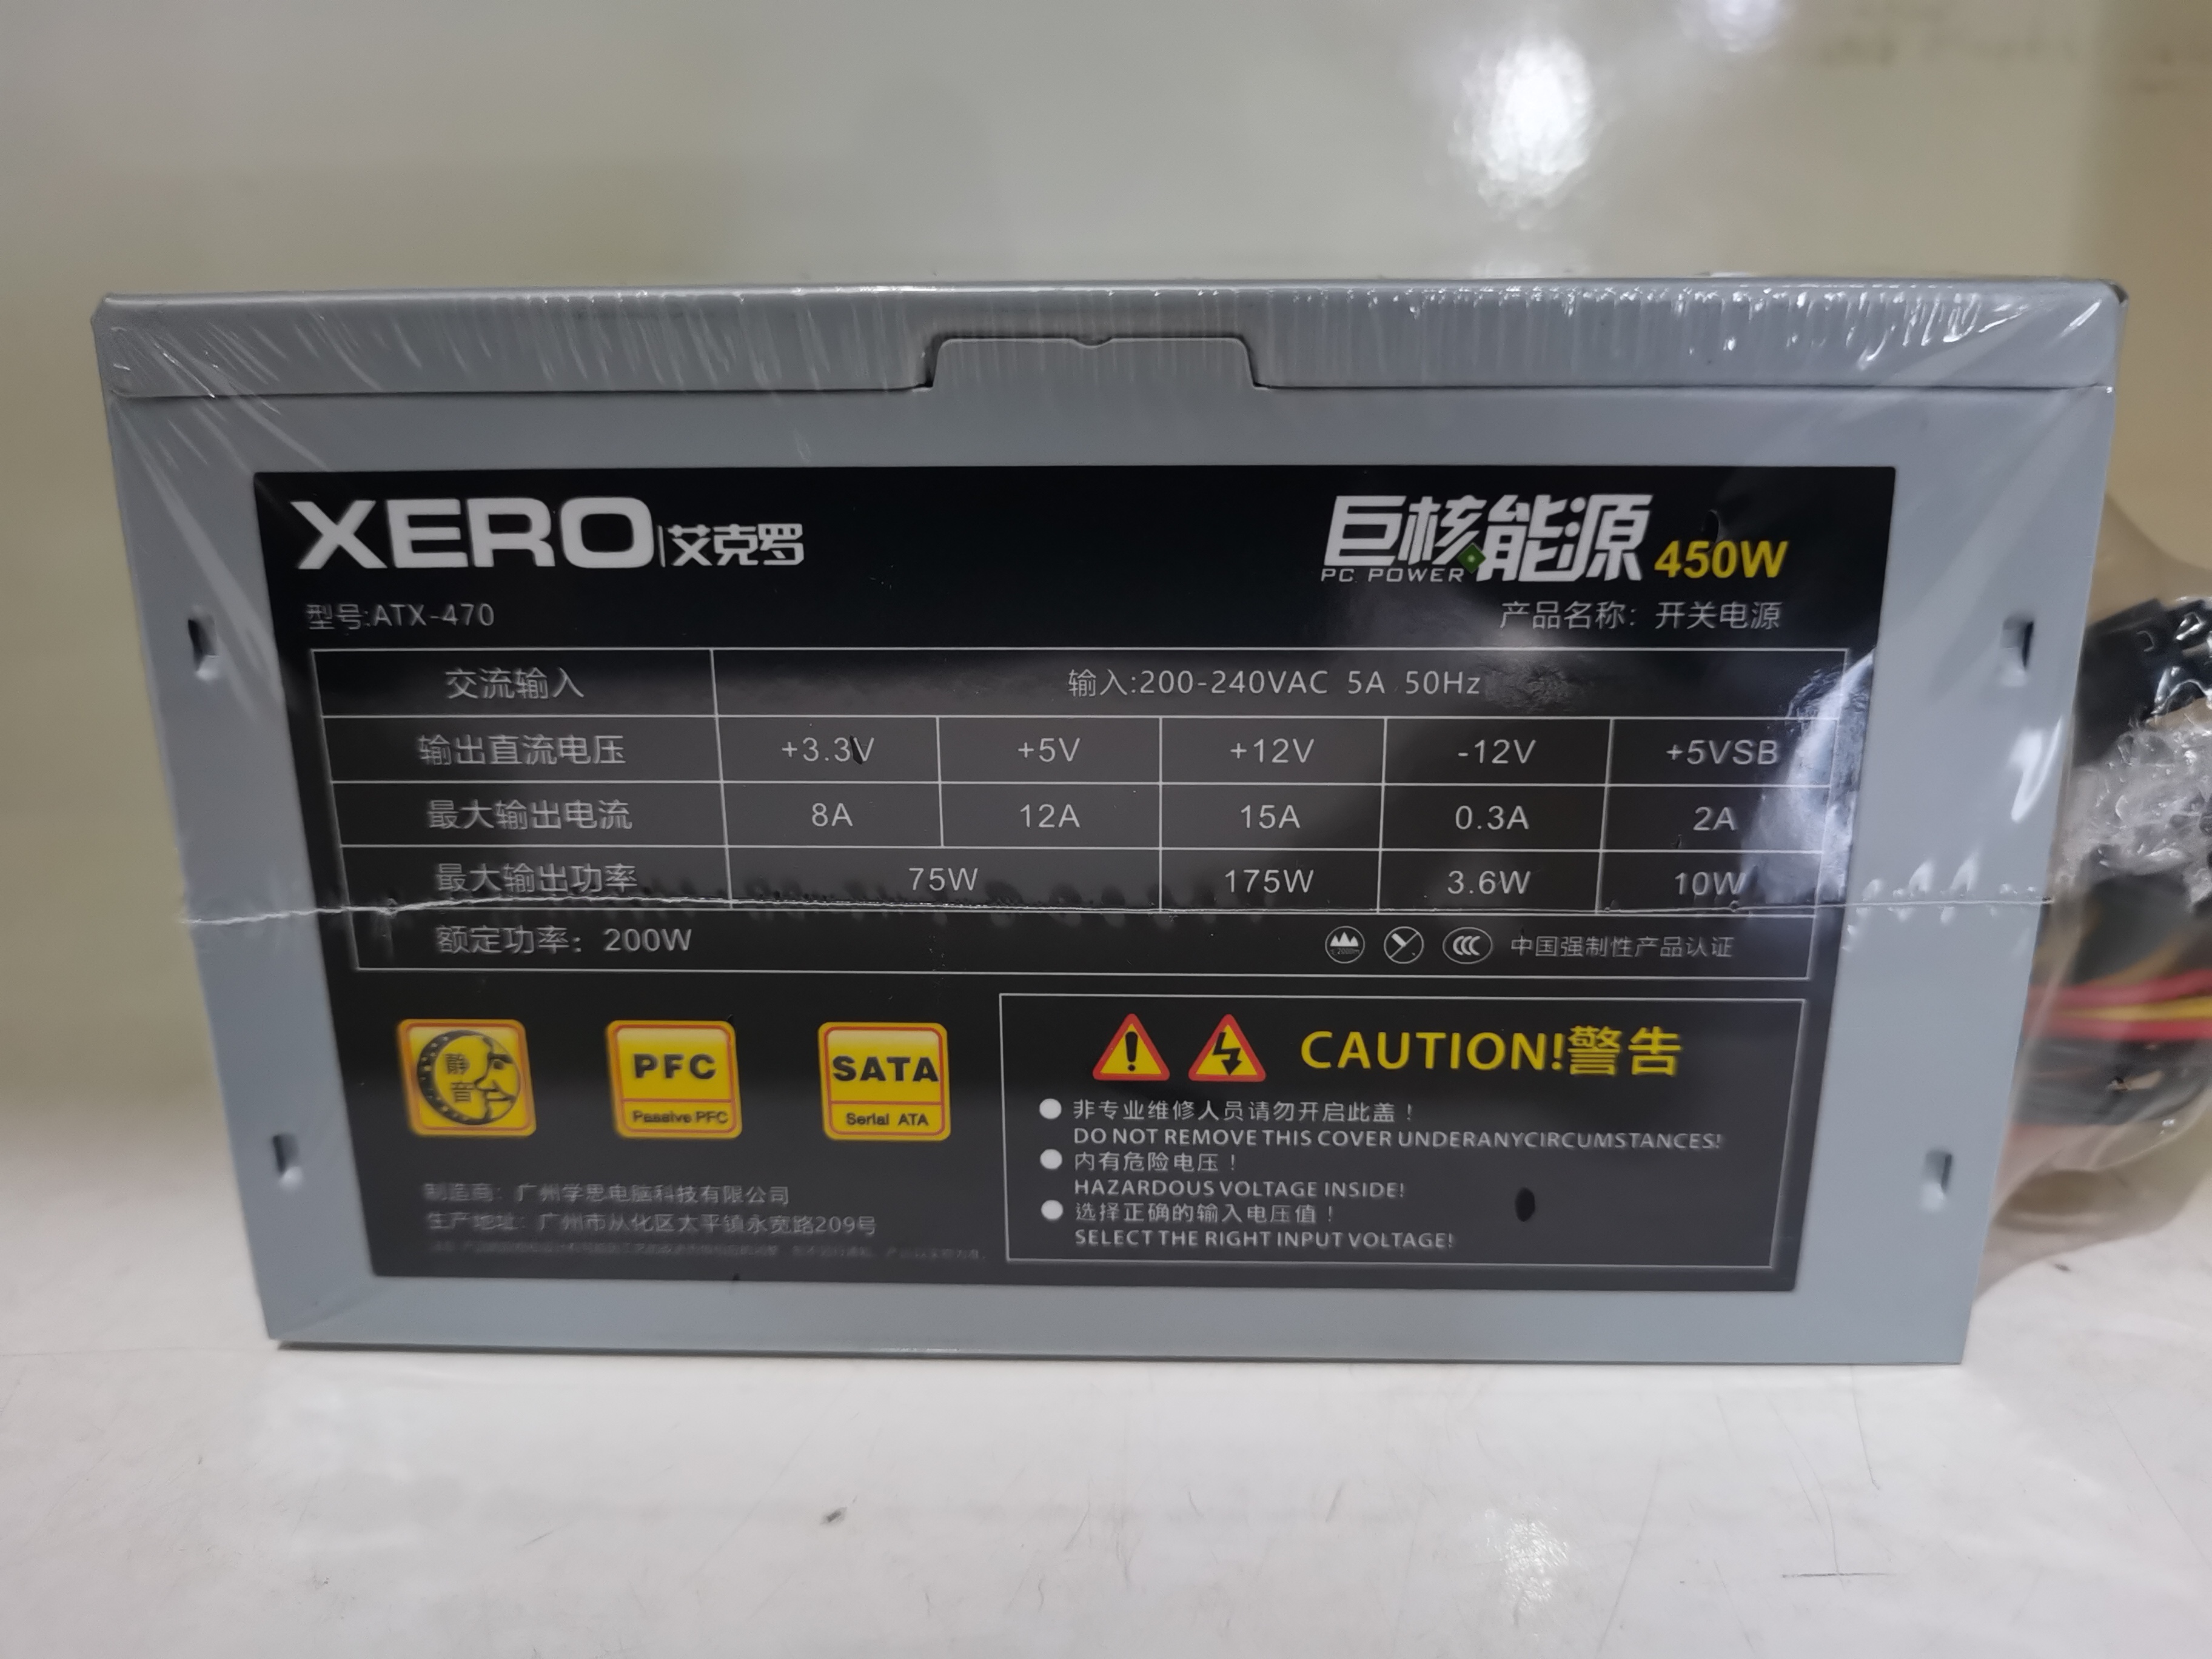 XERO 艾克罗
巨核能源 450W
PC POWER
型号:ATX-470
产品名称：开关电源
交流输入 输入:200-240VAC 5A 50Hz
输出直流电压 +3.3V +5V +12V -12V +5VSB
最大输出电流 8A 12A 15A 0.3A 2A
最大输出功率 75W 175W 3.6W 10W
额定功率：200W
CCC 中国强制性产品认证
静音
PFC
Passive PFC
SATA
Serial ATA
CAUTION!警告
非专业维修人员请勿开启此盖！
DO NOT REMOVE THIS COVER UNDERANYCIRCUMSTANCES!
内有危险电压！
HAZARDOUS VOLTAGE INSIDE!
选择正确的输入电压值！
SELECT THE RIGHT INPUT VOLTAGE!
制造商：广州学思电脑科技有限公司
生产地址：广州市从化区太平镇永宽路209号